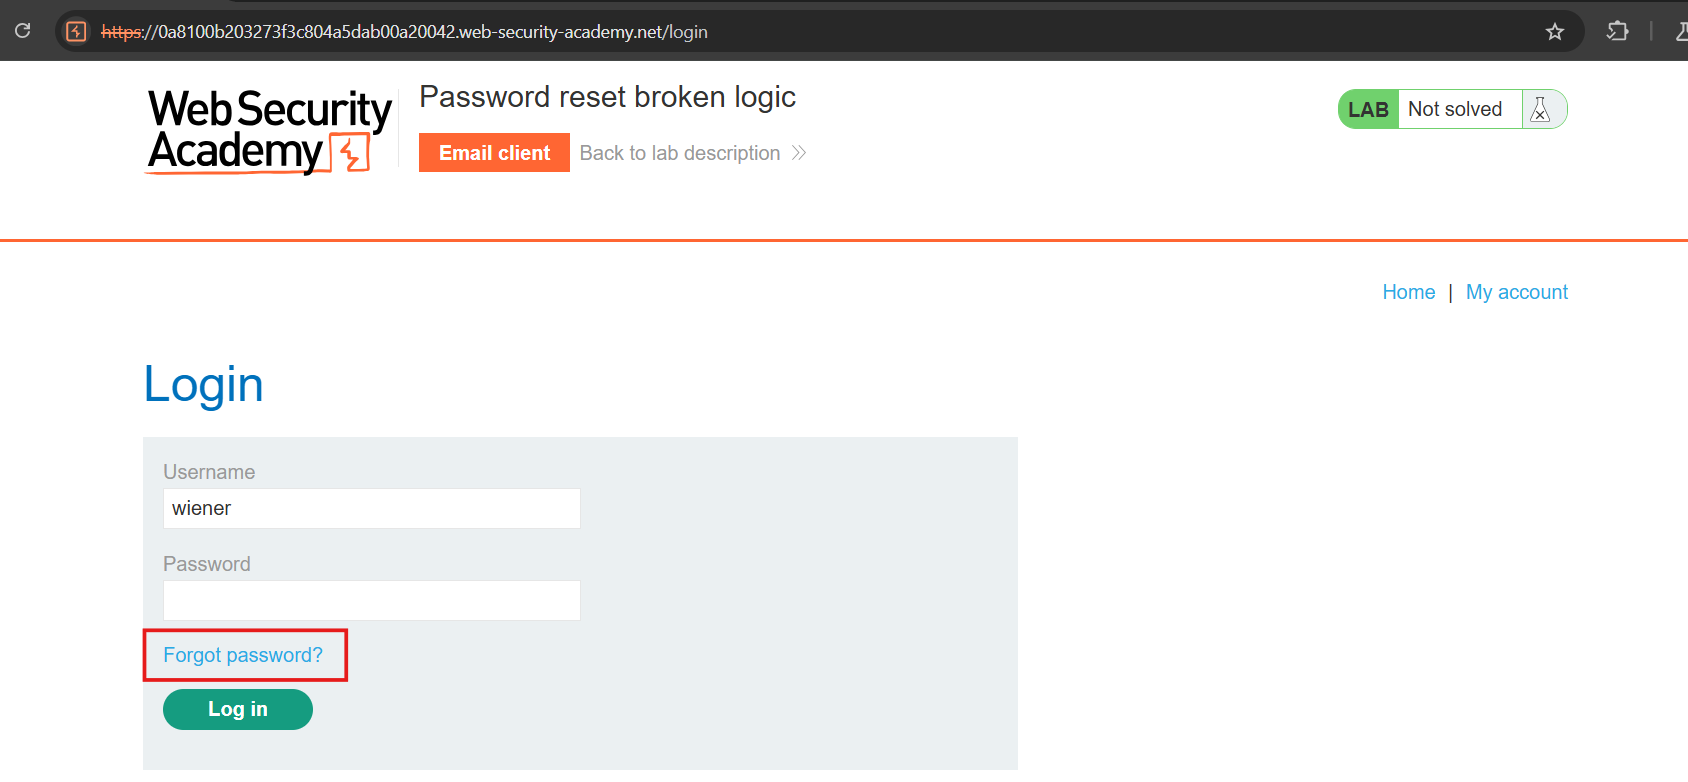 https://0a8100b203273f3c804a5dab00a20042.web-security-academy.net/login
Web Security
Academy
Password reset broken logic
Email client
Back to lab description
LAB
Not solved
Home | My account
Login
Username
wiener
Password
Forgot password?
Log in